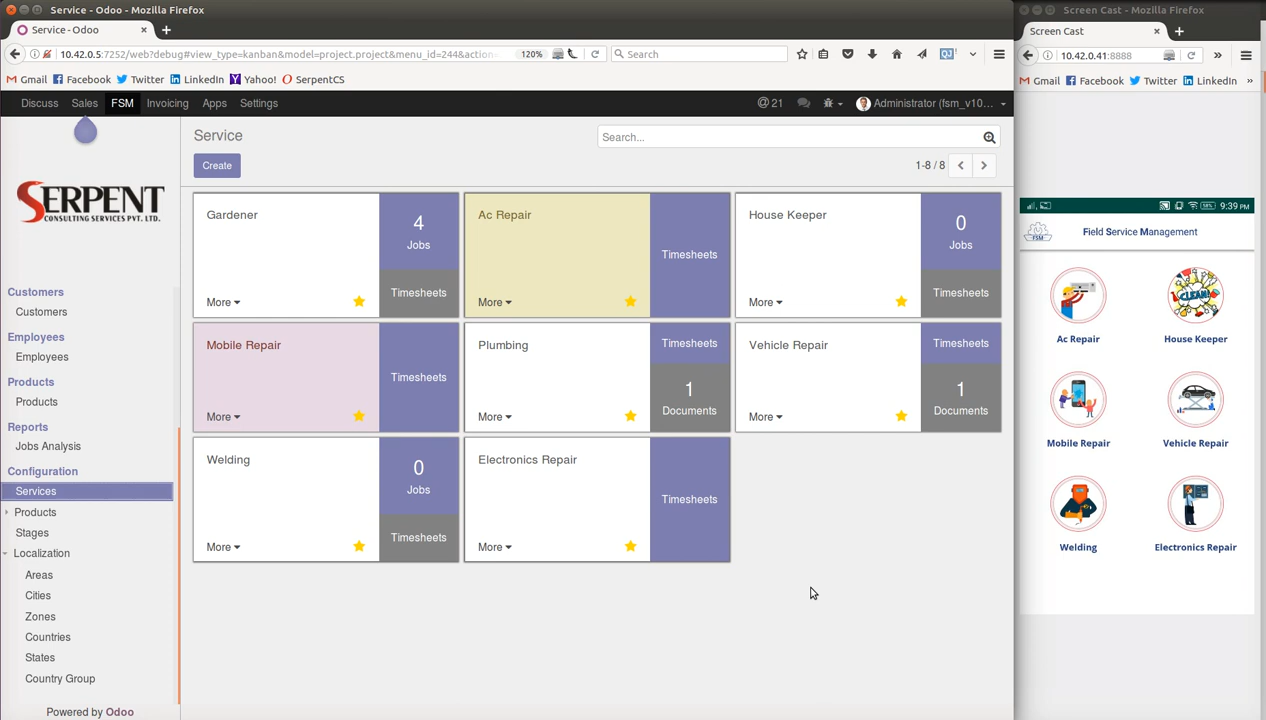 Service - Odoo - Mozilla Firefox
Service - Odoo
10.42.0.5:7252/web?debug#view_type=kanban&model=project.project&menu_id=244&action
120%
Search
Gmail Facebook Twitter LinkedIn Yahoo! SerpentCS
Discuss Sales FSM Invoicing Apps Settings
@ 21
Administrator (fsm_v10...
SERPENT
CONSULTING SERVICES PVT. LTD.
Customers
Customers
Employees
Employees
Products
Products
Reports
Jobs Analysis
Configuration
Services
Products
Stages
Localization
Areas
Cities
Zones
Countries
States
Country Group
Powered by Odoo
Service
Search...
Create
1-8 / 8
Gardener
4
Jobs
Timesheets
More
Ac Repair
Timesheets
More
House Keeper
0
Jobs
Timesheets
More
Mobile Repair
Timesheets
More
Plumbing
Timesheets
1
Documents
More
Vehicle Repair
Timesheets
1
Documents
More
Welding
0
Jobs
Timesheets
More
Electronics Repair
Timesheets
More
Screen Cast - Mozilla Firefox
Screen Cast
10.42.0.41:8888
Gmail Facebook Twitter LinkedIn
58% 9:39 PM
FSM
Field Service Management
Ac Repair
CLEAN!
House Keeper
Mobile Repair
Vehicle Repair
Welding
Electronics Repair